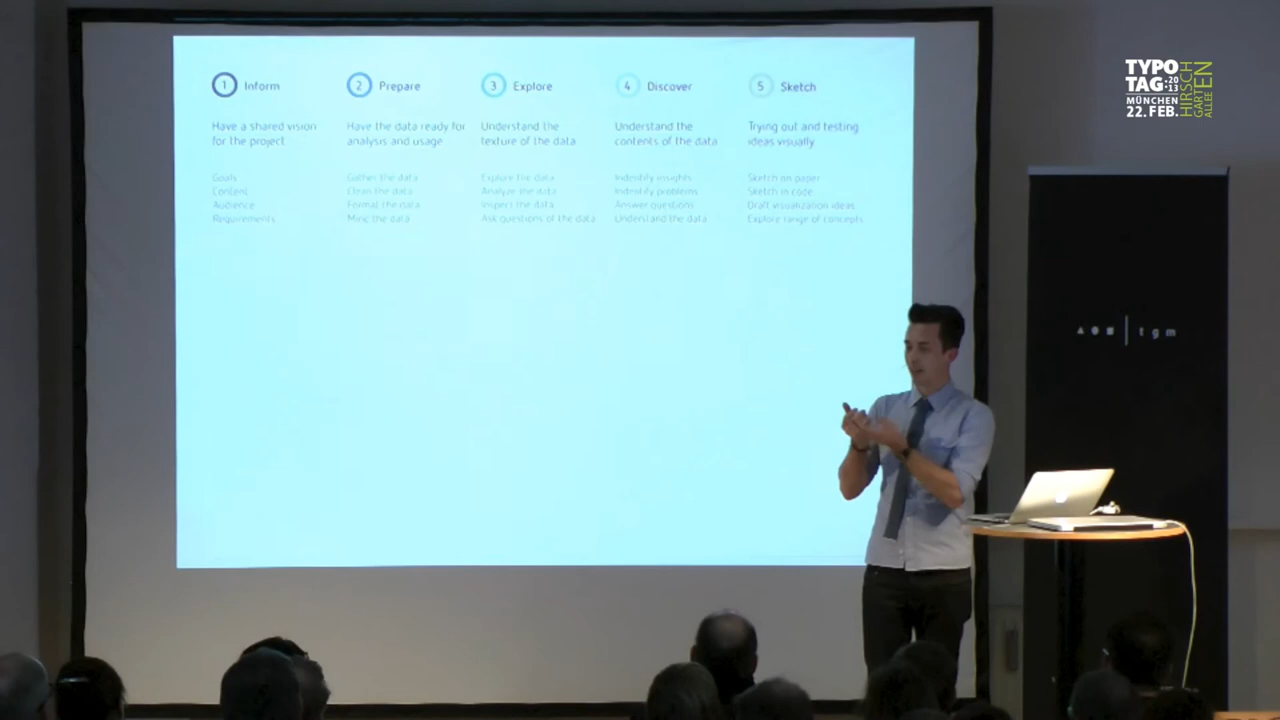 1 Inform
Have a shared vision
for the project
Goals
Content
Audience
Requirements
2 Prepare
Have the data ready for
analysis and usage
Gather the data
Clean the data
Format the data
Mine the data
3 Explore
Understand the
texture of the data
Explore the data
Analyze the data
Inspect the data
Ask questions of the data
4 Discover
Understand the
contents of the data
Indentify insights
Indentify problems
Answer questions
Understand the data
5 Sketch
Trying out and testing
ideas visually
Sketch on paper
Sketch in code
Draft visualization ideas
Explore range of concepts
TYPO
TAG:20
13
MÜNCHEN
22. FEB.
HIRSCH
GARTEN
ALLEE
tgm